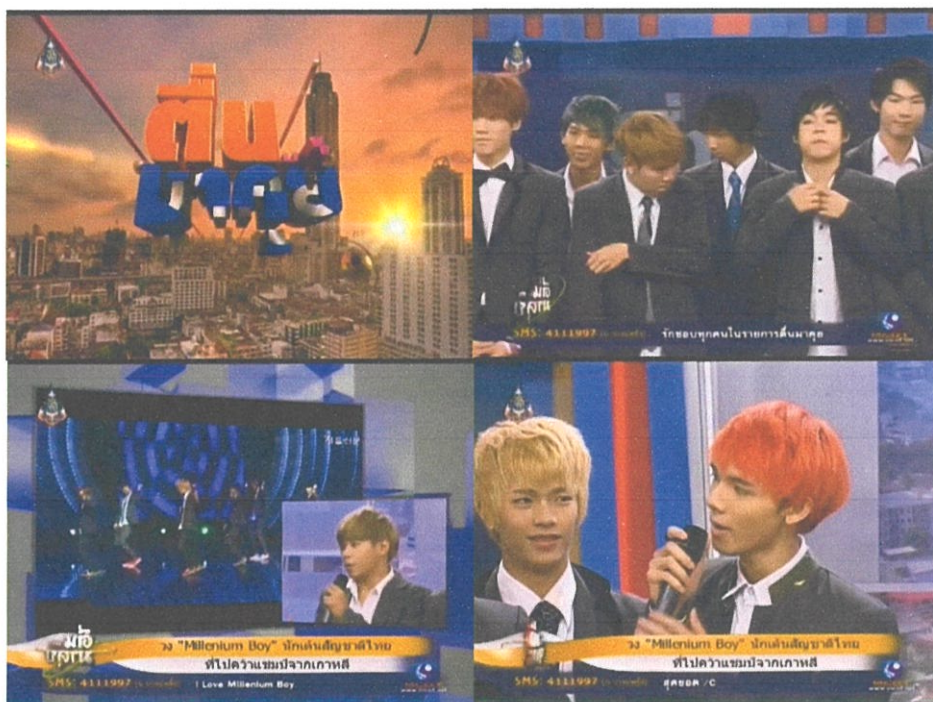 ตื่น
มาคุย
มือ
SMS: 4111997
รักชอบทุกคนในรายการตื่นมาคุย
วง "Millenium Boy" นักเต้นสัญชาติไทย
ที่ไปคว้าแชมป์จากเกาหลี
SMS: 4111997
I Love Millenium Boy
วง "Millenium Boy" นักเต้นสัญชาติไทย
ที่ไปคว้าแชมป์จากเกาหลี
SMS: 4111997
สุดยอด /C